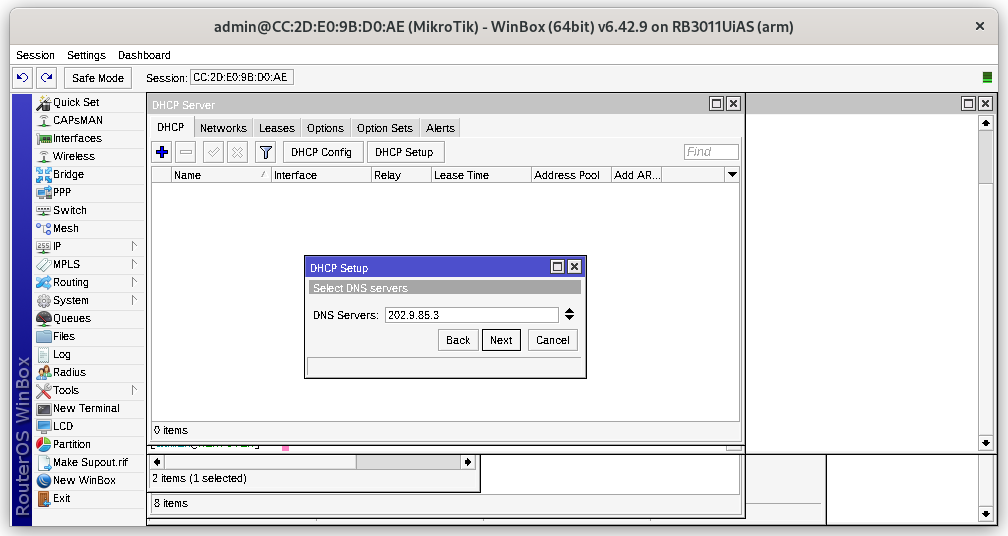 admin@CC:2D:E0:9B:D0:AE (MikroTik) - WinBox (64bit) v6.42.9 on RB3011UiAS (arm)
Session Settings Dashboard
Safe Mode Session: CC:2D:E0:9B:D0:AE
RouterOS WinBox
Quick Set
CAPsMAN
Interfaces
Wireless
Bridge
PPP
Switch
Mesh
IP
MPLS
Routing
System
Queues
Files
Log
Radius
Tools
New Terminal
LCD
Partition
Make Supout.rif
New WinBox
Exit
DHCP Server
DHCP Networks Leases Options Option Sets Alerts
DHCP Config DHCP Setup Find
Name Interface Relay Lease Time Address Pool Add AR...
DHCP Setup
Select DNS servers
DNS Servers: 202.9.85.3
Back Next Cancel
0 items
2 items (1 selected)
8 items